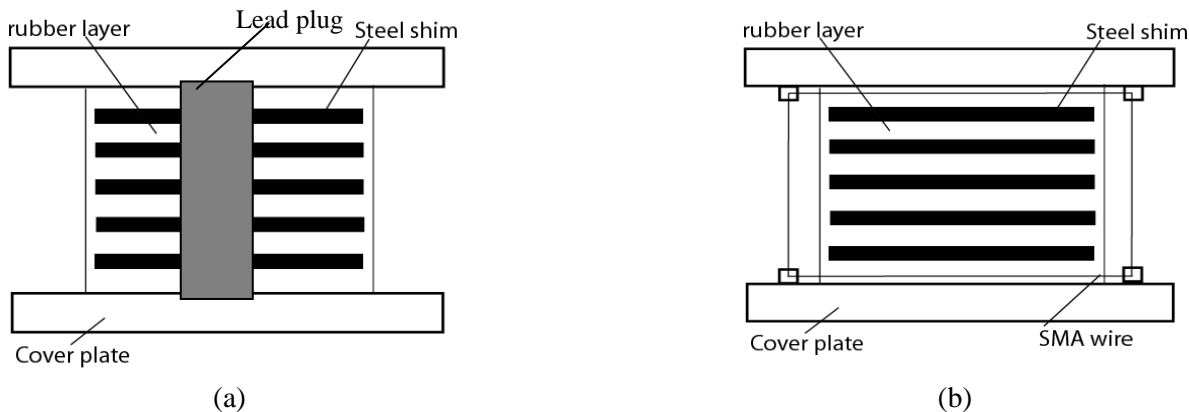 Lead plug
rubber layer
Steel shim
Cover plate
(a)
rubber layer
Steel shim
Cover plate
SMA wire
(b)